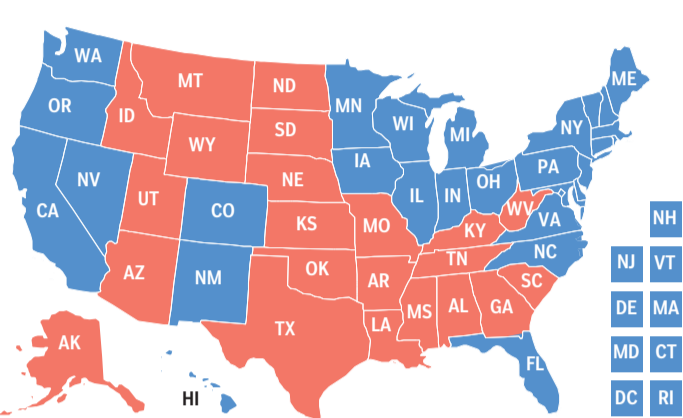 WA
ME
MT
ND
OR
MN
ID
WI
NY
SD
MI
WY
IA
PA
NE
OH
NV
IL
IN
UT
CO
WV
CA
VA
NH
KS
MO
KY
NC
TN
NJ
VT
OK
AZ
NM
AR
SC
DE
MA
MS
AL
GA
LA
TX
AK
MD
CT
FL
HI
DC
RI